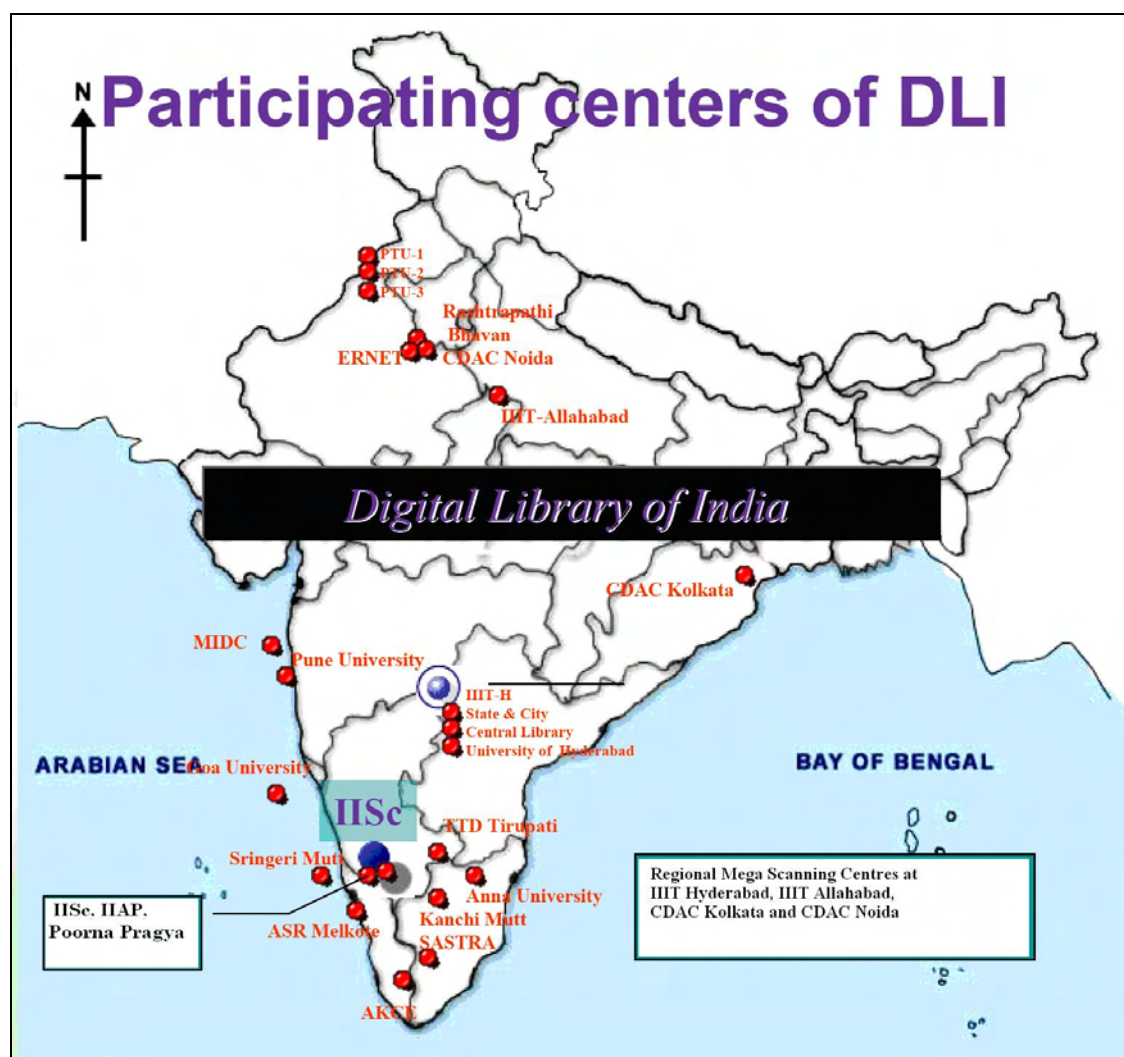 Participating centers of DLI
N
PTU-1
PTU-2
PTU-3
Rashtrapathi
Bhavan
ERNET
CDAC Noida
IIIT-Allahabad
Digital Library of India
CDAC Kolkata
MIDC
Pune University
IIIT-H
State & City
Central Library
University of Hyderabad
ARABIAN SEA
Goa University
BAY OF BENGAL
IISc
TTD Tirupati
Sringeri Mutt
Anna University
Kanchi Mutt
ASR Melkote
SASTRA
AKCE
IISc, IIAP,
Poorna Pragya
Regional Mega Scanning Centres at
IIIT Hyderabad, IIIT Allahabad,
CDAC Kolkata and CDAC Noida